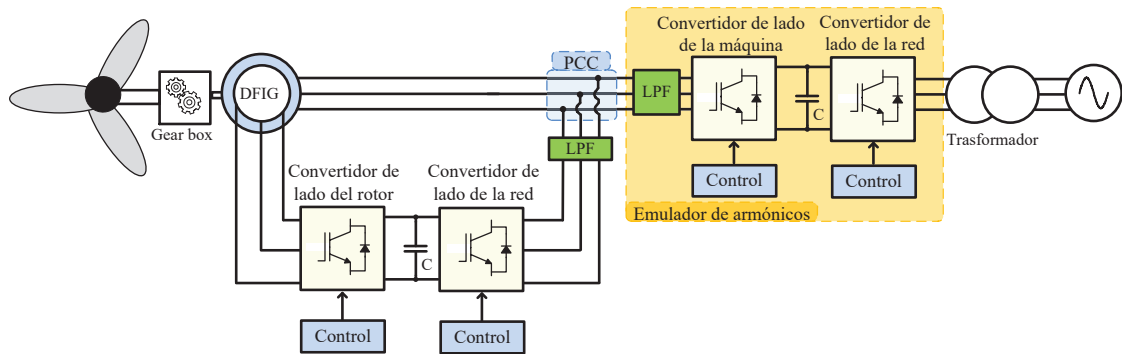 Convertidor de lado
de la máquina
Convertidor de
lado de la red
PCC
DFIG
LPF
C
Gear box
LPF
Trasformador
Control
Control
Convertidor de
lado del rotor
Convertidor de
lado de la red
Emulador de armónicos
C
Control
Control